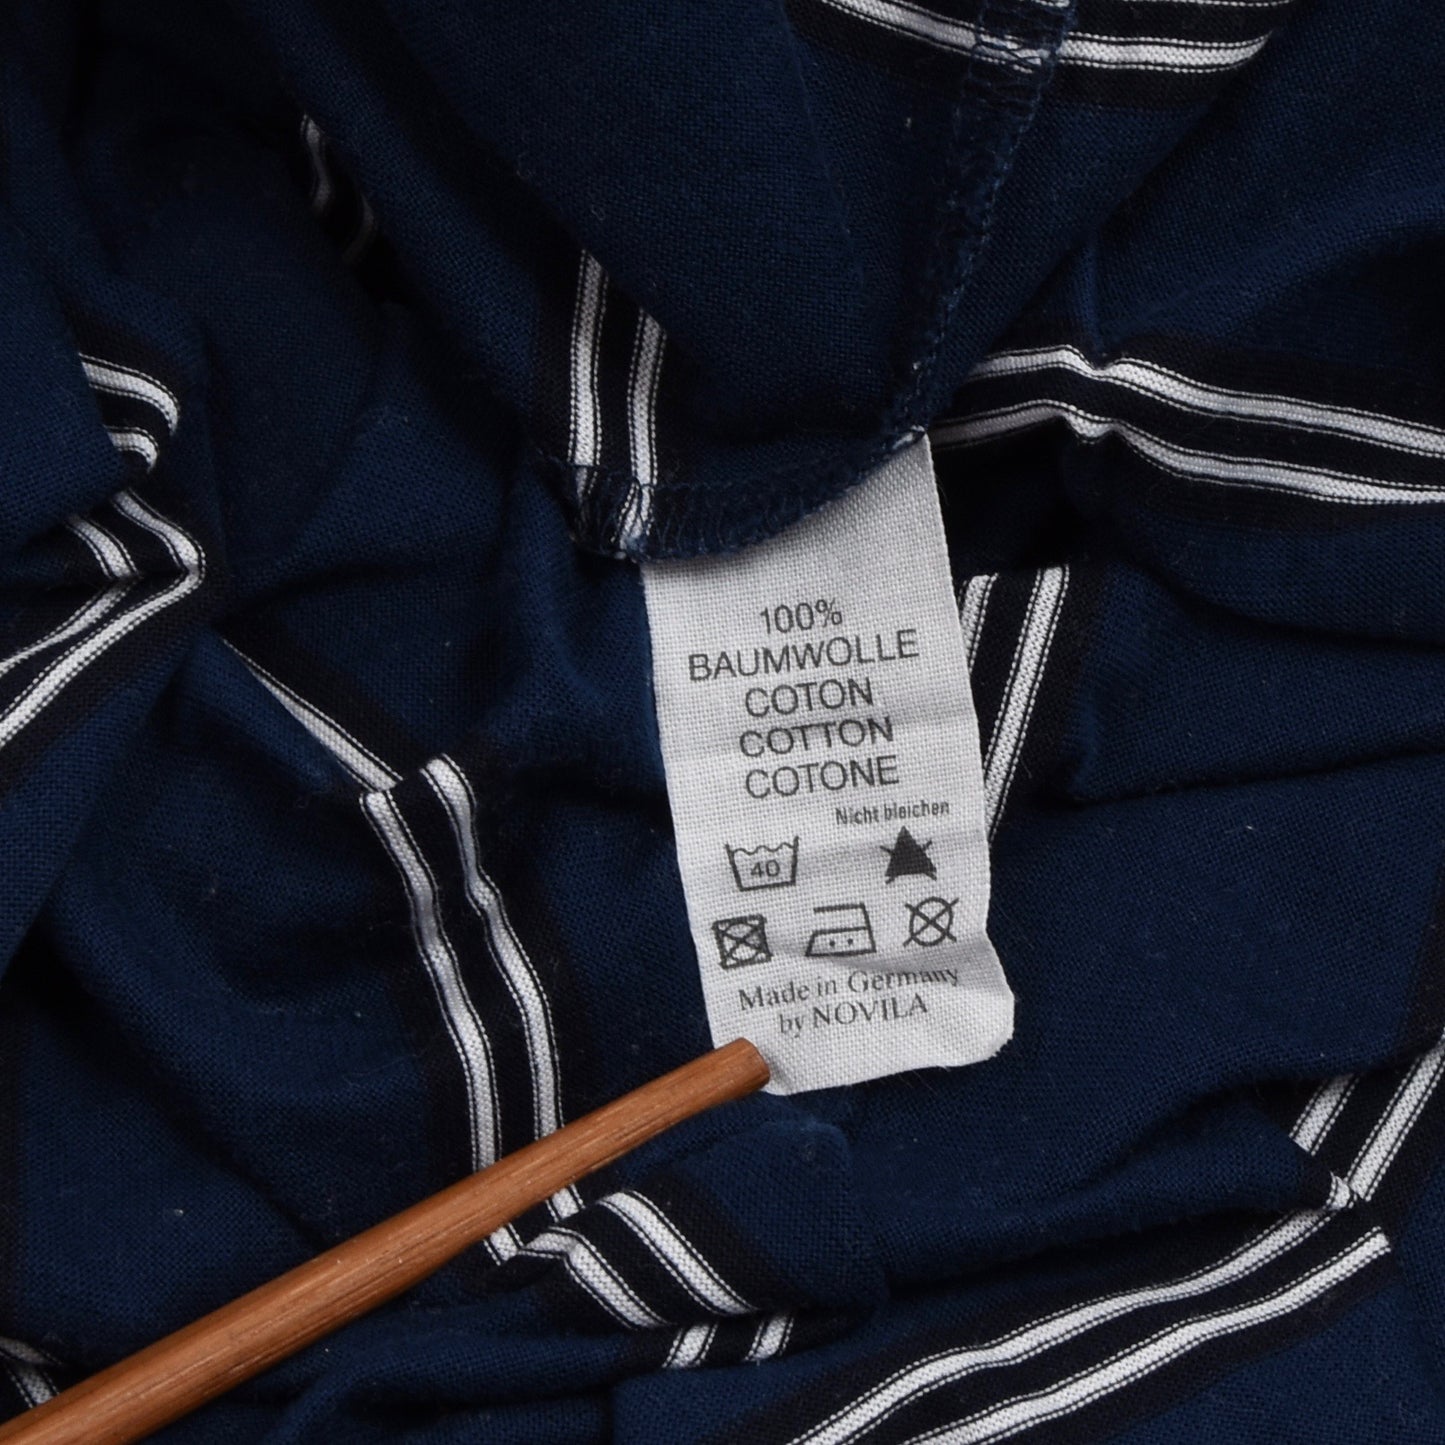 100%
BAUMWOLLE
COTON
COTTON
COTONE
Nicht bleichen
40
Made in Germany
by NOVILA